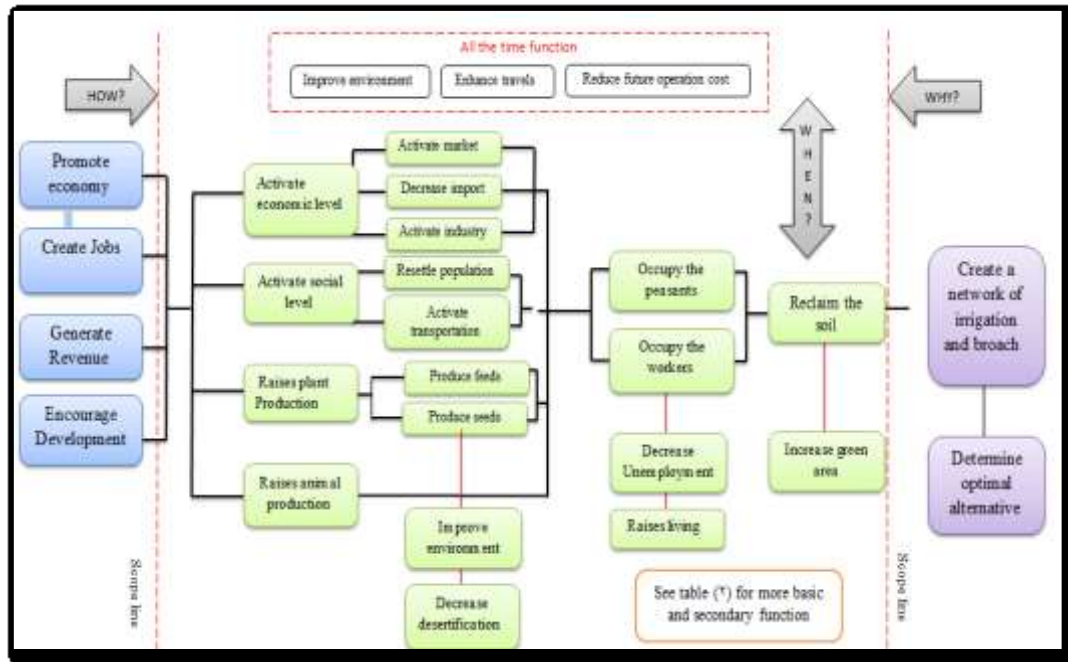 All the time function
Improve environment
Enhance travels
Reduce future operation cost
HOW?
WHY?
W
H
E
N
?
Promote
economy
Create Jobs
Generate
Revenue
Encourage
Development
Activate
economic level
Activate social
level
Raises plant
Production
Raises animal
production
Activate market
Decrease import
Activate industry
Resettle population
Activate
transportation
Produce feeds
Produce seeds
Improve
environment
Decrease
desertification
Occupy the
peasants
Occupy the
workers
Decrease
Unemployment
Raises living
Reclaim the
soil
Increase green
area
Create a
network of
irrigation
and broach
Determine
optimal
alternative
See table (٢) for more basic
and secondary function
Scope line
Scope line